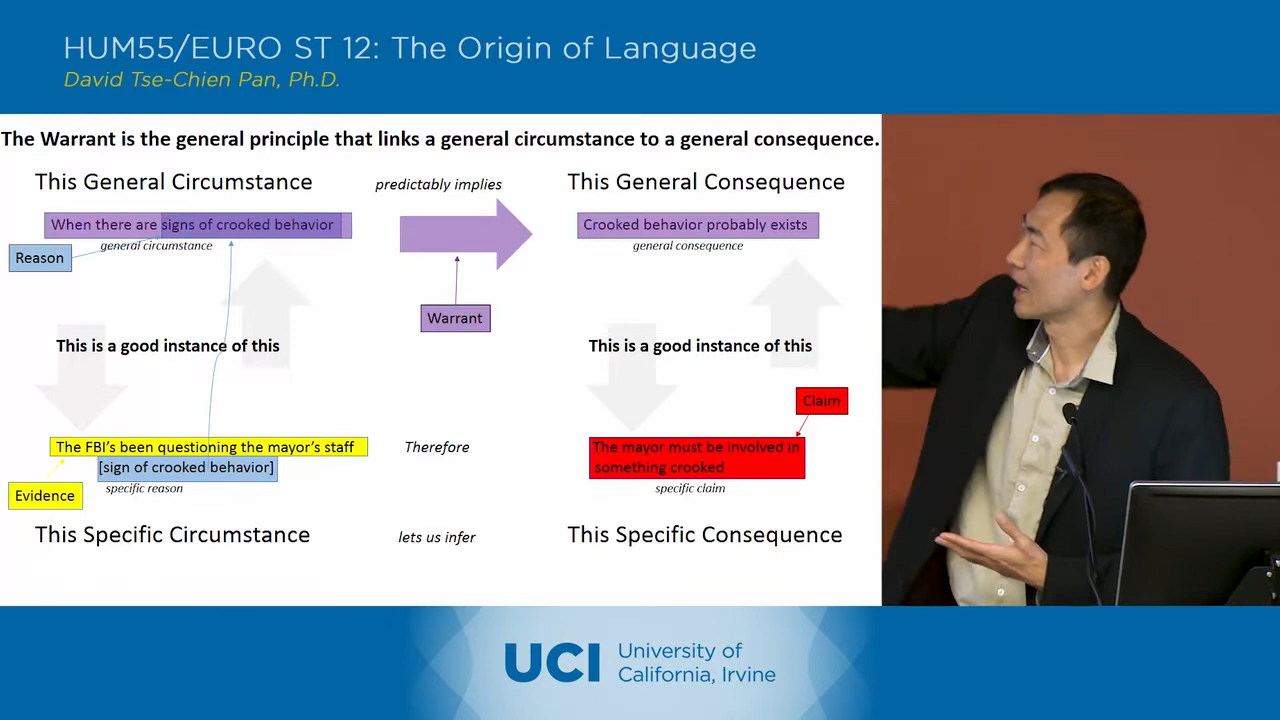 HUM55/EURO ST 12: The Origin of Language
David Tse-Chien Pan, Ph.D.
The Warrant is the general principle that links a general circumstance to a general consequence.
This General Circumstance
predictably implies
This General Consequence
When there are signs of crooked behavior
Crooked behavior probably exists
general circumstance
general consequence
Reason
Warrant
This is a good instance of this
This is a good instance of this
Claim
The FBI's been questioning the mayor's staff
Therefore
The mayor must be involved in
something crooked
[sign of crooked behavior]
specific reason
specific claim
Evidence
This Specific Circumstance
lets us infer
This Specific Consequence
UCI
University of
California, Irvine